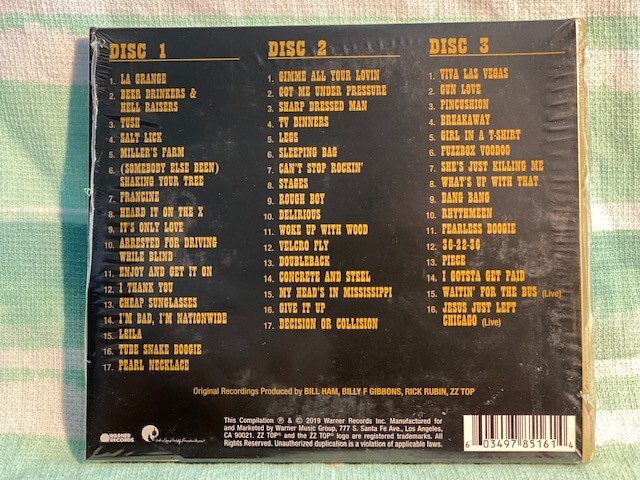 DISC 1
1. LA GRANGE
2. BEER DRINKERS &
HELL RAISERS
3. TUSH
4. SALT LICK
5. MILLER'S FARM
6. (SOMEBODY ELSE BEEN)
SHAKING YOUR TREE
7. FRANCINE
8. HEARD IT ON THE X
9. IT'S ONLY LOVE
10. ARRESTED FOR DRIVING
WHILE BLIND
11. ENJOY AND GET IT ON
12. I THANK YOU
13. CHEAP SUNGLASSES
14. I'M BAD, I'M NATIONWIDE
15. LEILA
16. TUBE SNAKE BOOGIE
17. PEARL NECKLACE
DISC 2
1. GIMME ALL YOUR LOVIN
2. GOT ME UNDER PRESSURE
3. SHARP DRESSED MAN
4. TV DINNERS
5. LEGS
6. SLEEPING BAG
7. CAN'T STOP ROCKIN'
8. STAGES
9. ROUGH BOY
10. DELIRIOUS
11. WOKE UP WITH WOOD
12. VELCRO FLY
13. DOUBLEBACK
14. CONCRETE AND STEEL
15. MY HEAD'S IN MISSISSIPPI
16. GIVE IT UP
17. DECISION OR COLLISION
DISC 3
1. VIVA LAS VEGAS
2. GUN LOVE
3. PINCUSHION
4. BREAKAWAY
5. GIRL IN A T-SHIRT
6. FUZZBOX VOODOO
7. SHE'S JUST KILLING ME
8. WHAT'S UP WITH THAT
9. BANG BANG
10. RHYTHMEEN
11. FEARLESS BOOGIE
12. 36-22-36
13. PIECE
14. I GOTSTA GET PAID
15. WAITIN' FOR THE BUS (Live)
16. JESUS JUST LEFT
CHICAGO (Live)
Original Recordings Produced by BILL HAM, BILLY F GIBBONS, RICK RUBIN, ZZ TOP
This Compilation ℗ & © 2019 Warner Records Inc. Manufactured for
and Marketed by Warner Music Group, 777 S. Santa Fe Ave., Los Angeles,
CA 90021. ZZ TOP® and the ZZ TOP® logo are registered trademarks. All
Rights Reserved. Unauthorized duplication is a violation of applicable laws.
WARNER
RECORDS
6 03497 85161 4